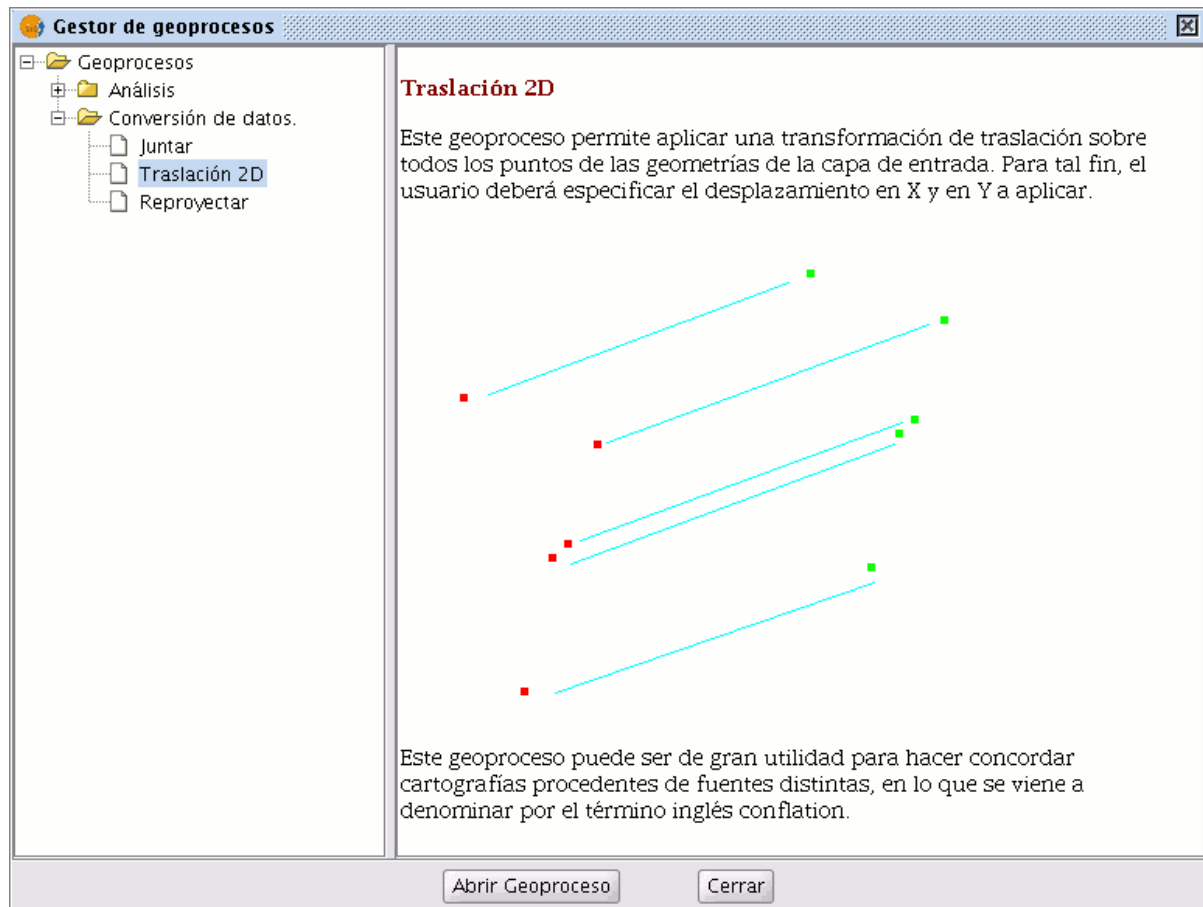 Gestor de geoprocesos
Geoprocesos
Análisis
Conversión de datos.
Juntar
Traslación 2D
Reproyectar
Traslación 2D
Este geoproceso permite aplicar una transformación de traslación sobre
todos los puntos de las geometrías de la capa de entrada. Para tal fin, el
usuario deberá especificar el desplazamiento en X y en Y a aplicar.
Este geoproceso puede ser de gran utilidad para hacer concordar
cartografías procedentes de fuentes distintas, en lo que se viene a
denominar por el término inglés conflation.
Abrir Geoproceso
Cerrar